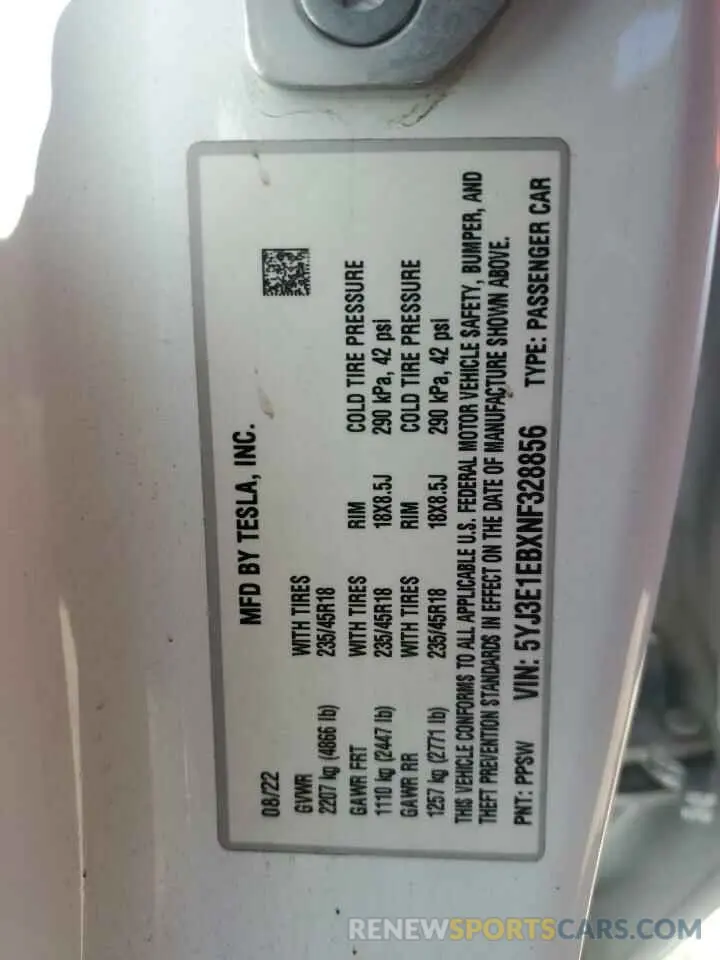 MFD BY TESLA, INC.
08/22
GVWR WITH TIRES
2207 kg (4866 lb) 235/45R18
GAWR FRT WITH TIRES RIM COLD TIRE PRESSURE
1110 kg (2447 lb) 235/45R18 18X8.5J 290 kPa, 42 psi
GAWR RR WITH TIRES RIM COLD TIRE PRESSURE
1257 kg (2771 lb) 235/45R18 18X8.5J 290 kPa, 42 psi
THIS VEHICLE CONFORMS TO ALL APPLICABLE U.S. FEDERAL MOTOR VEHICLE SAFETY, BUMPER, AND
THEFT PREVENTION STANDARDS IN EFFECT ON THE DATE OF MANUFACTURE SHOWN ABOVE.
PNT: PPSW VIN: 5YJ3E1EBXNF328856 TYPE: PASSENGER CAR
RENEWSPORTSCARS.COM